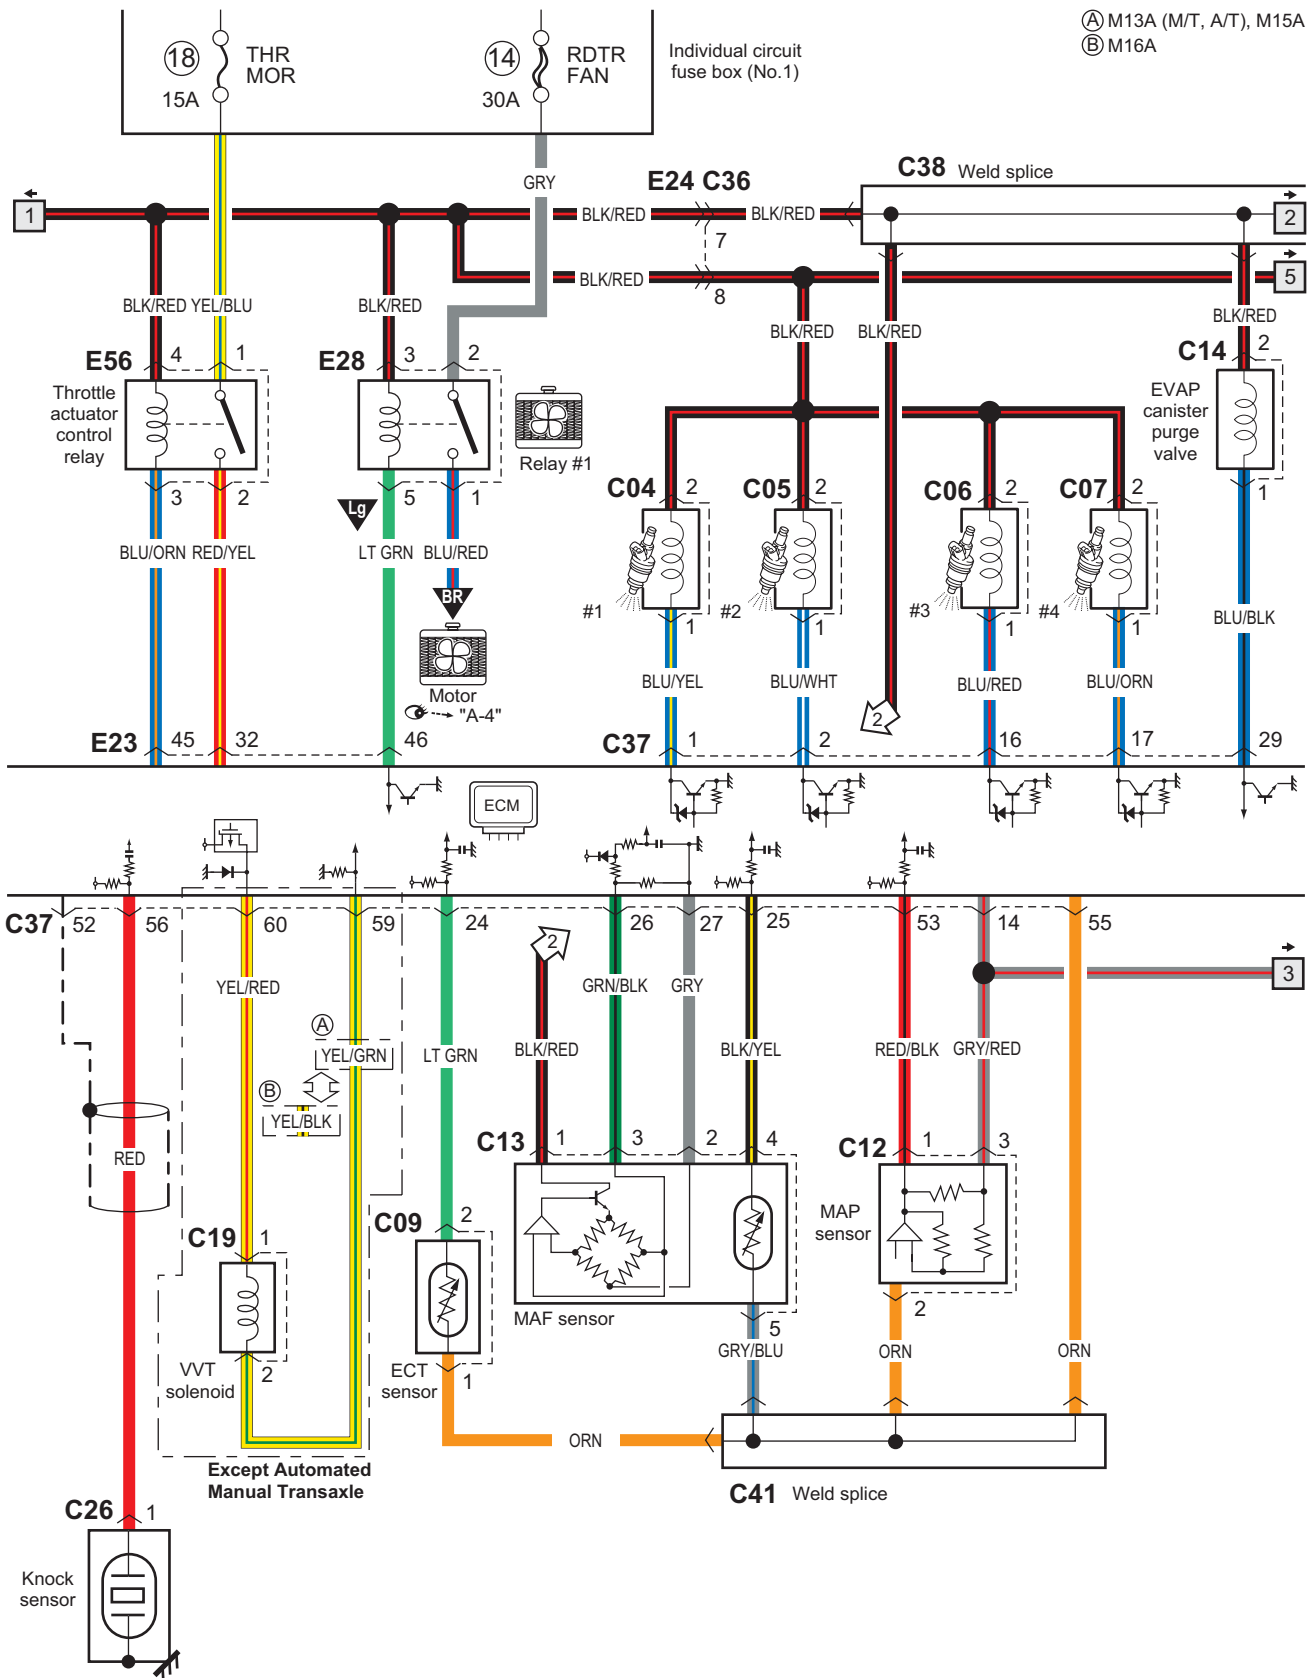 Ⓐ M13A (M/T, A/T), M15A
Ⓑ M16A
18 THR MOR
15A
14 RDTR FAN
30A
Individual circuit
fuse box (No.1)
GRY
E24 C36
C38 Weld splice
1
BLK/RED
BLK/RED
2
7
BLK/RED
8
5
BLK/RED YEL/BLU
BLK/RED
BLK/RED
BLK/RED
BLK/RED
E56 4 1
E28 3 2
C14 2
Throttle
actuator
control
relay
Relay #1
EVAP
canister
purge
valve
3 2
Lg
5 1
C04 2
C05 2
C06 2
C07 2
1
BLU/ORN RED/YEL
LT GRN BLU/RED
BR
#1
#2
#3
#4
1
1
1
1
BLU/BLK
BLU/YEL
BLU/WHT
BLU/RED
BLU/ORN
Motor
"A-4"
2
E23 45 32 46
C37 1 2 16 17 29
ECM
C37 52 56 60 59 24 26 27 25 53 14 55
2
3
YEL/RED
GRN/BLK GRY
Ⓐ
YEL/GRN
LT GRN
BLK/RED
BLK/YEL
RED/BLK GRY/RED
Ⓑ
YEL/BLK
RED
C13 1 3 2 4
C12 1 3
C19 1
C09 2
MAP
sensor
MAF sensor
5
2
VVT
solenoid
2
ECT
sensor
1
GRY/BLU
ORN
ORN
ORN
Except Automated
Manual Transaxle
C41 Weld splice
C26 1
Knock
sensor